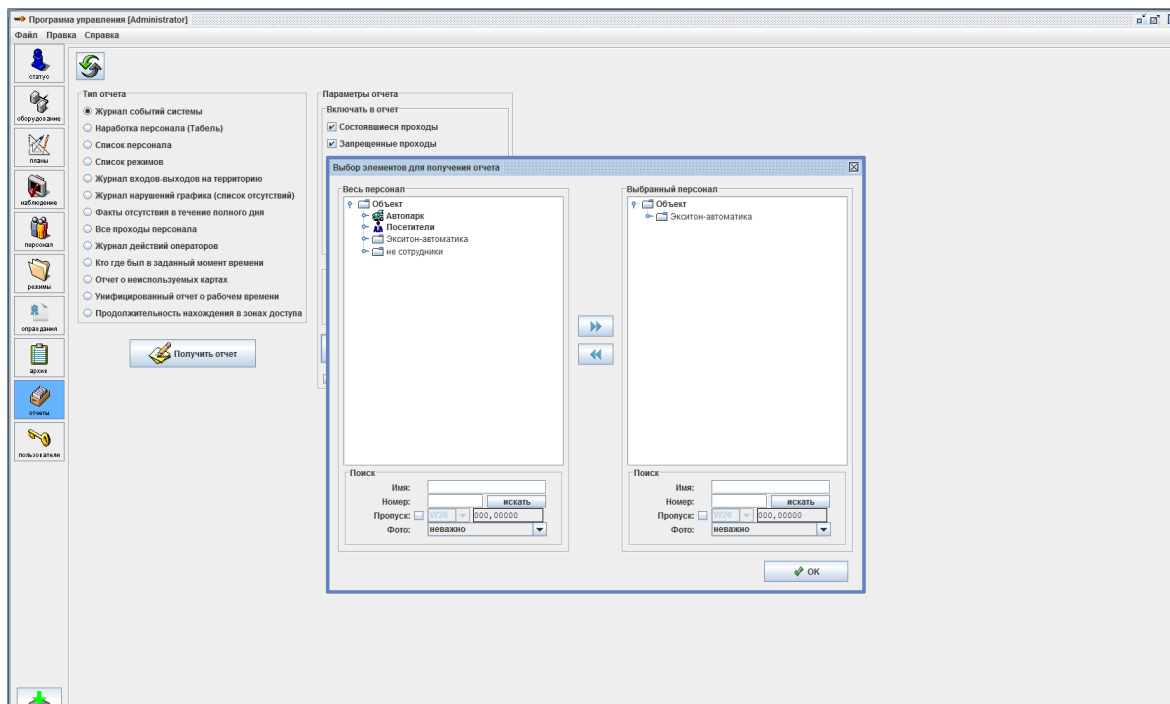 Программа управления [Administrator]
Файл Правка Справка
статус
оборудование
планы
наблюдение
персонал
режимы
оправдания
архив
отчеты
пользователи
Тип отчета
Журнал событий системы
Наработка персонала (Табель)
Список персонала
Список режимов
Журнал входов-выходов на территорию
Журнал нарушений графика (список отсутствий)
Факты отсутствия в течение полного дня
Все проходы персонала
Журнал действий операторов
Кто где был в заданный момент времени
Отчет о неиспользуемых картах
Унифицированный отчет о рабочем времени
Продолжительность нахождения в зонах доступа
Получить отчет
Параметры отчета
Включать в отчет
Состоявшиеся проходы
Запрещенные проходы
Выбор элементов для получения отчета
Весь персонал
Объект
Автопарк
Посетители
Экситон-автоматика
не сотрудники
Поиск
Имя:
Номер: искать
Пропуск: W26 000,00000
Фото: неважно
Выбранный персонал
Объект
Экситон-автоматика
Поиск
Имя:
Номер: искать
Пропуск: W26 000,00000
Фото: неважно
OK